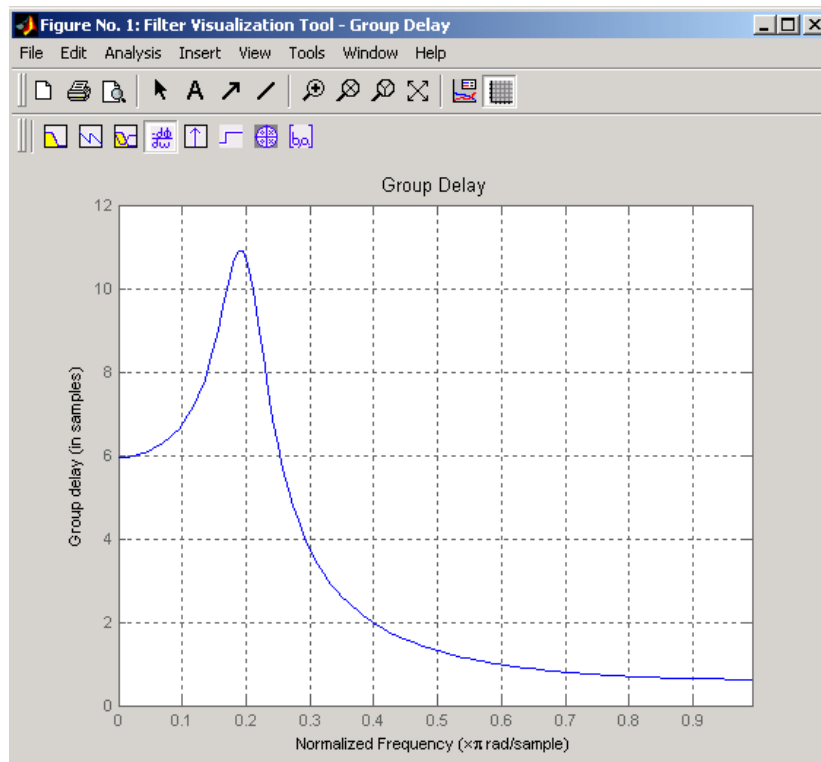 Figure No. 1: Filter Visualization Tool - Group Delay
File Edit Analysis Insert View Tools Window Help
A
-dφ
dω
[b,a]
Group Delay
12
10
8
6
4
2
0
Group delay (in samples)
0 0.1 0.2 0.3 0.4 0.5 0.6 0.7 0.8 0.9
Normalized Frequency (×π rad/sample)